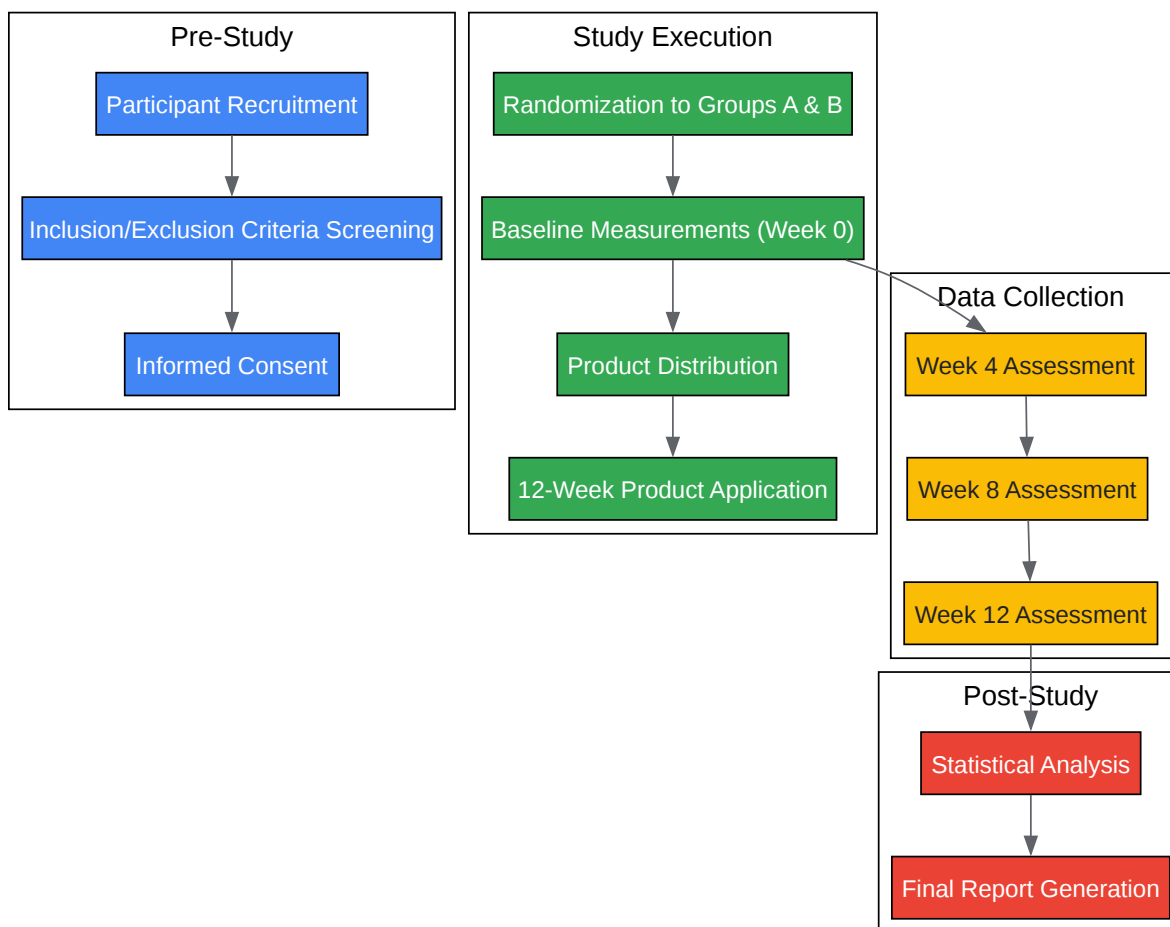 Pre-Study
Participant Recruitment
Inclusion/Exclusion Criteria Screening
Informed Consent
Study Execution
Randomization to Groups A & B
Baseline Measurements (Week 0)
Product Distribution
12-Week Product Application
Data Collection
Week 4 Assessment
Week 8 Assessment
Week 12 Assessment
Post-Study
Statistical Analysis
Final Report Generation